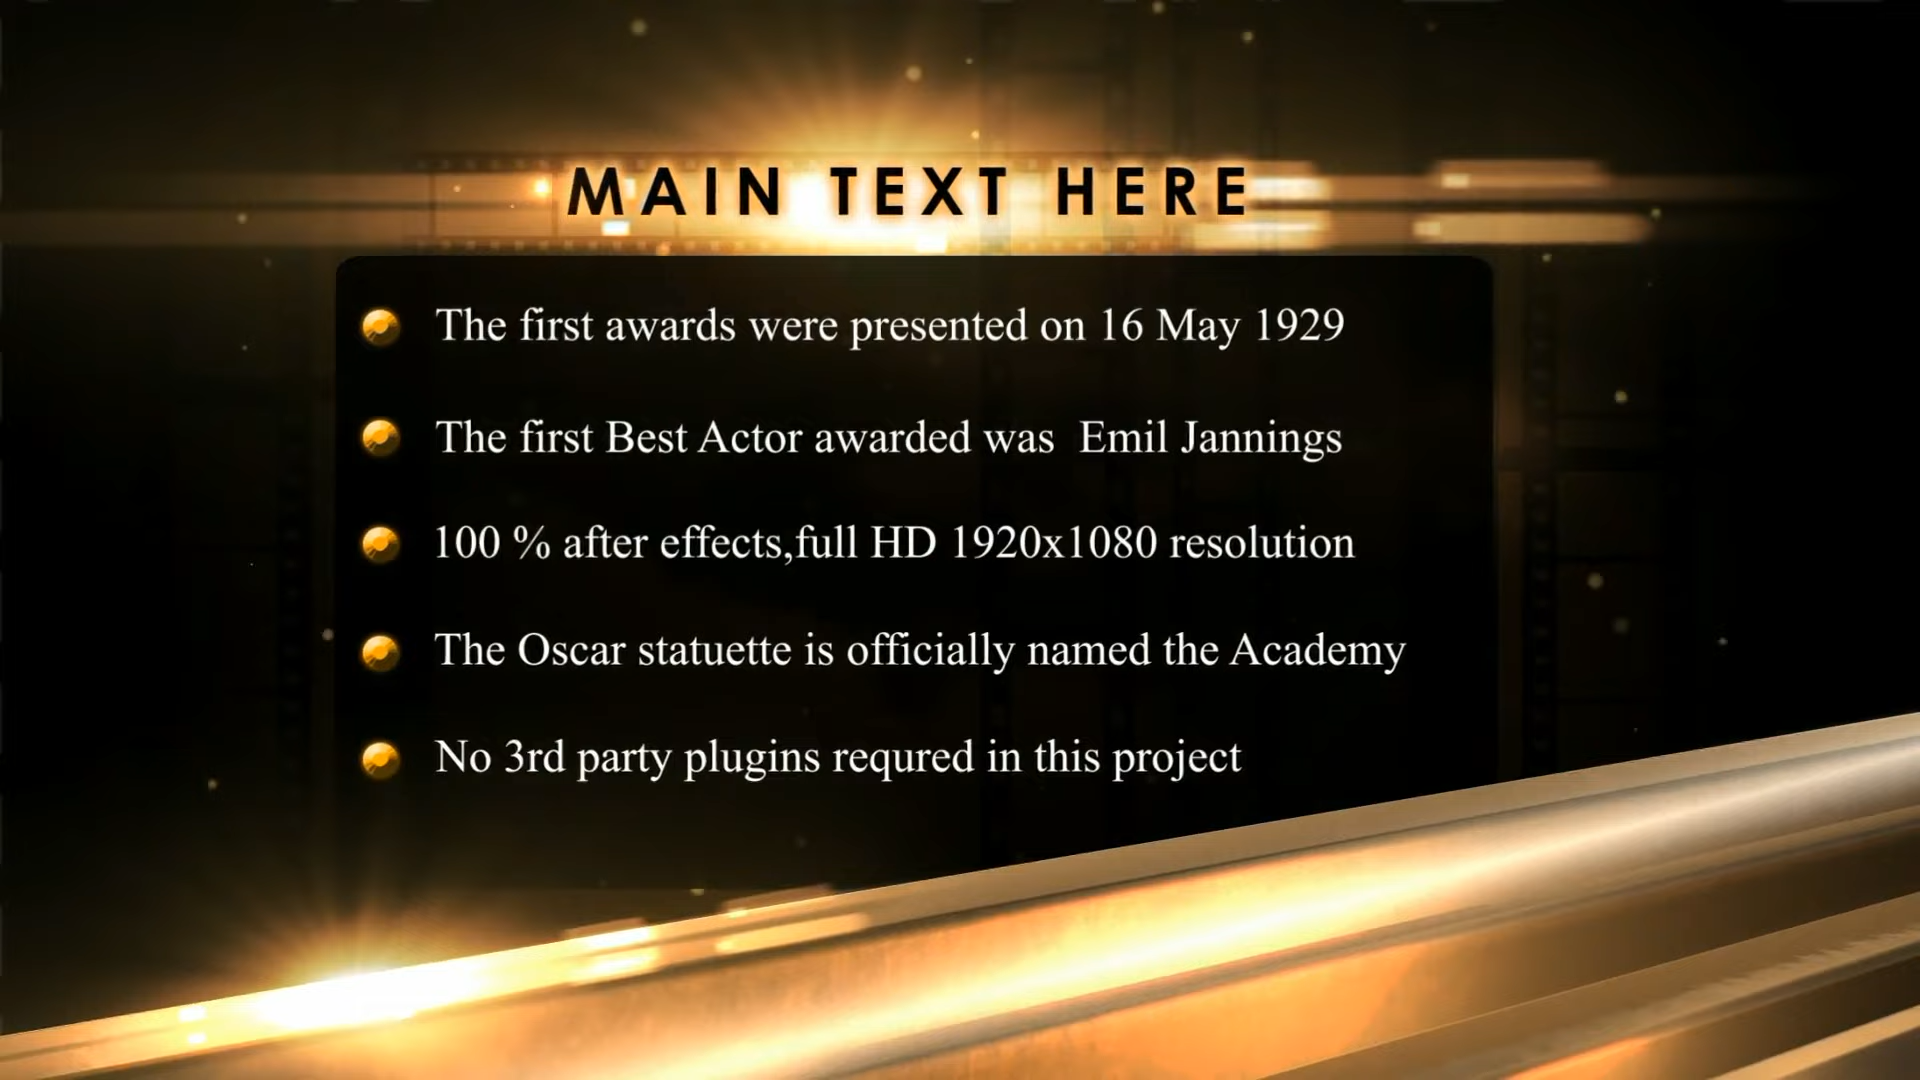 MAIN TEXT HERE
The first awards were presented on 16 May 1929
The first Best Actor awarded was  Emil Jannings
100 % after effects,full HD 1920x1080 resolution
The Oscar statuette is officially named the Academy
No 3rd party plugins requred in this project